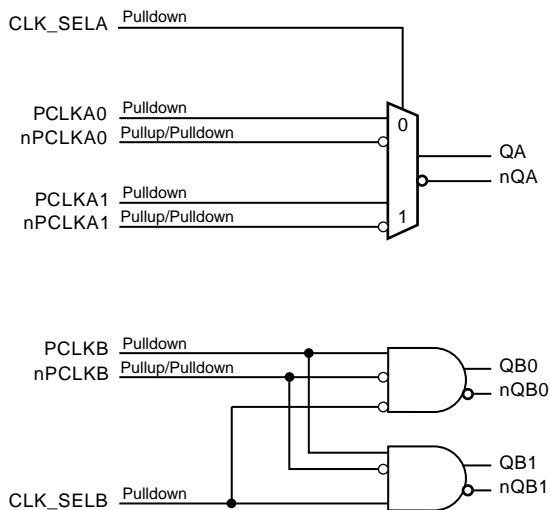 CLK_SELA Pulldown
PCLKA0 Pulldown
nPCLKA0 Pullup/Pulldown
0
QA
nQA
PCLKA1 Pulldown
nPCLKA1 Pullup/Pulldown
1
PCLKB Pulldown
nPCLKB Pullup/Pulldown
QB0
nQB0
QB1
nQB1
CLK_SELB Pulldown